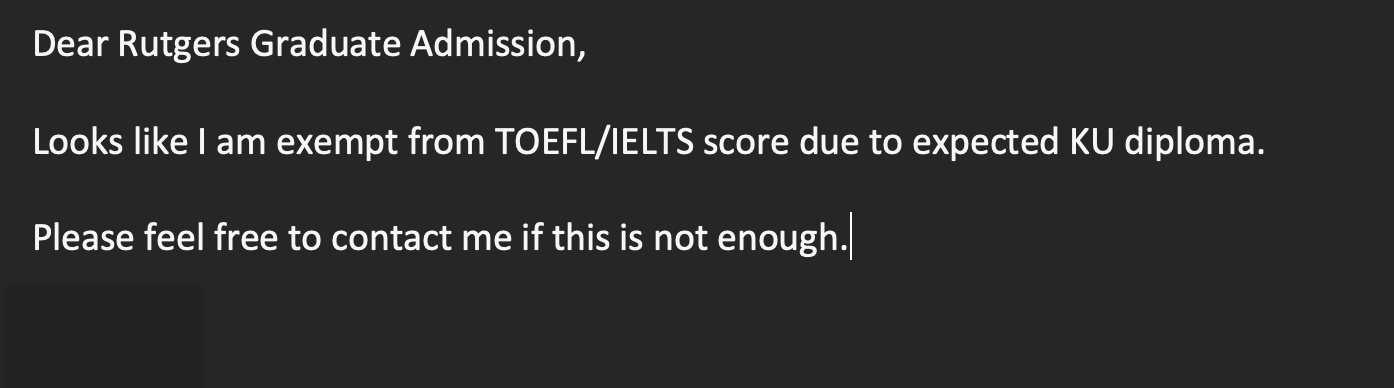 Dear Rutgers Graduate Admission,
Looks like I am exempt from TOEFL/IELTS score due to expected KU diploma.
Please feel free to contact me if this is not enough.